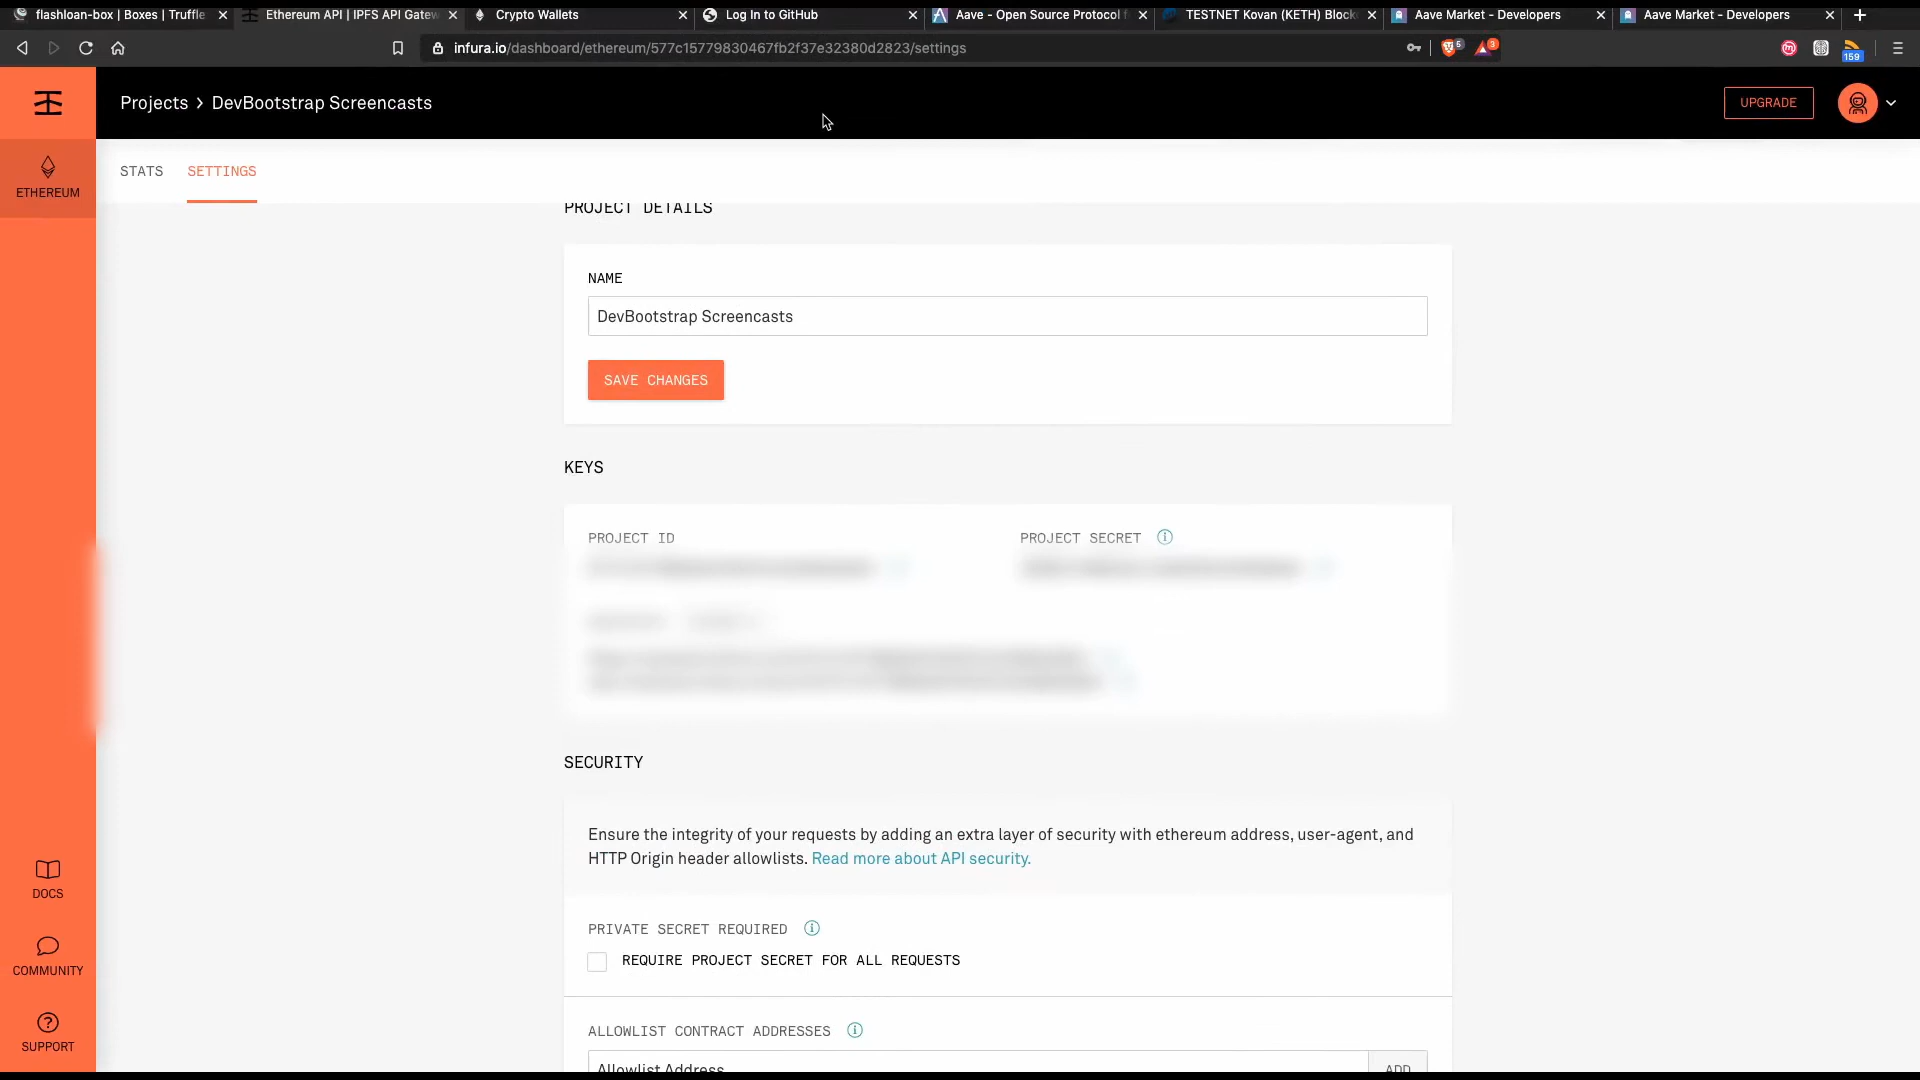 flashloan-box | Boxes | Truffle
Ethereum API | IPFS API Gatew
Crypto Wallets
Log In to GitHub
Aave - Open Source Protocol f
TESTNET Kovan (KETH) Block
Aave Market - Developers
Aave Market - Developers
infura.io/dashboard/ethereum/577c15779830467fb2f37e32380d2823/settings
5
3
159
Projects > DevBootstrap Screencasts
UPGRADE
ETHEREUM
STATS
SETTINGS
PROJECT DETAILS
NAME
DevBootstrap Screencasts
SAVE CHANGES
KEYS
PROJECT ID
PROJECT SECRET
SECURITY
Ensure the integrity of your requests by adding an extra layer of security with ethereum address, user-agent, and
HTTP Origin header allowlists. Read more about API security.
PRIVATE SECRET REQUIRED
REQUIRE PROJECT SECRET FOR ALL REQUESTS
ALLOWLIST CONTRACT ADDRESSES
Allowlist Address
ADD
DOCS
COMMUNITY
SUPPORT